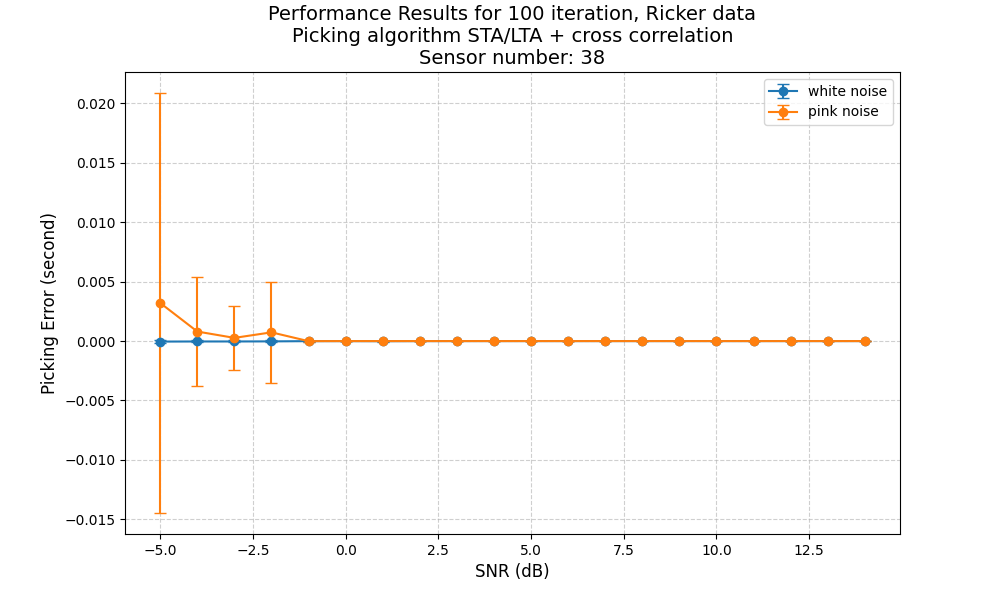 Performance Results for 100 iteration, Ricker data
Picking algorithm STA/LTA + cross correlation
Sensor number: 38
white noise
pink noise
0.020
0.015
0.010
0.005
0.000
−0.005
−0.010
−0.015
Picking Error (second)
−5.0 −2.5 0.0 2.5 5.0 7.5 10.0 12.5
SNR (dB)